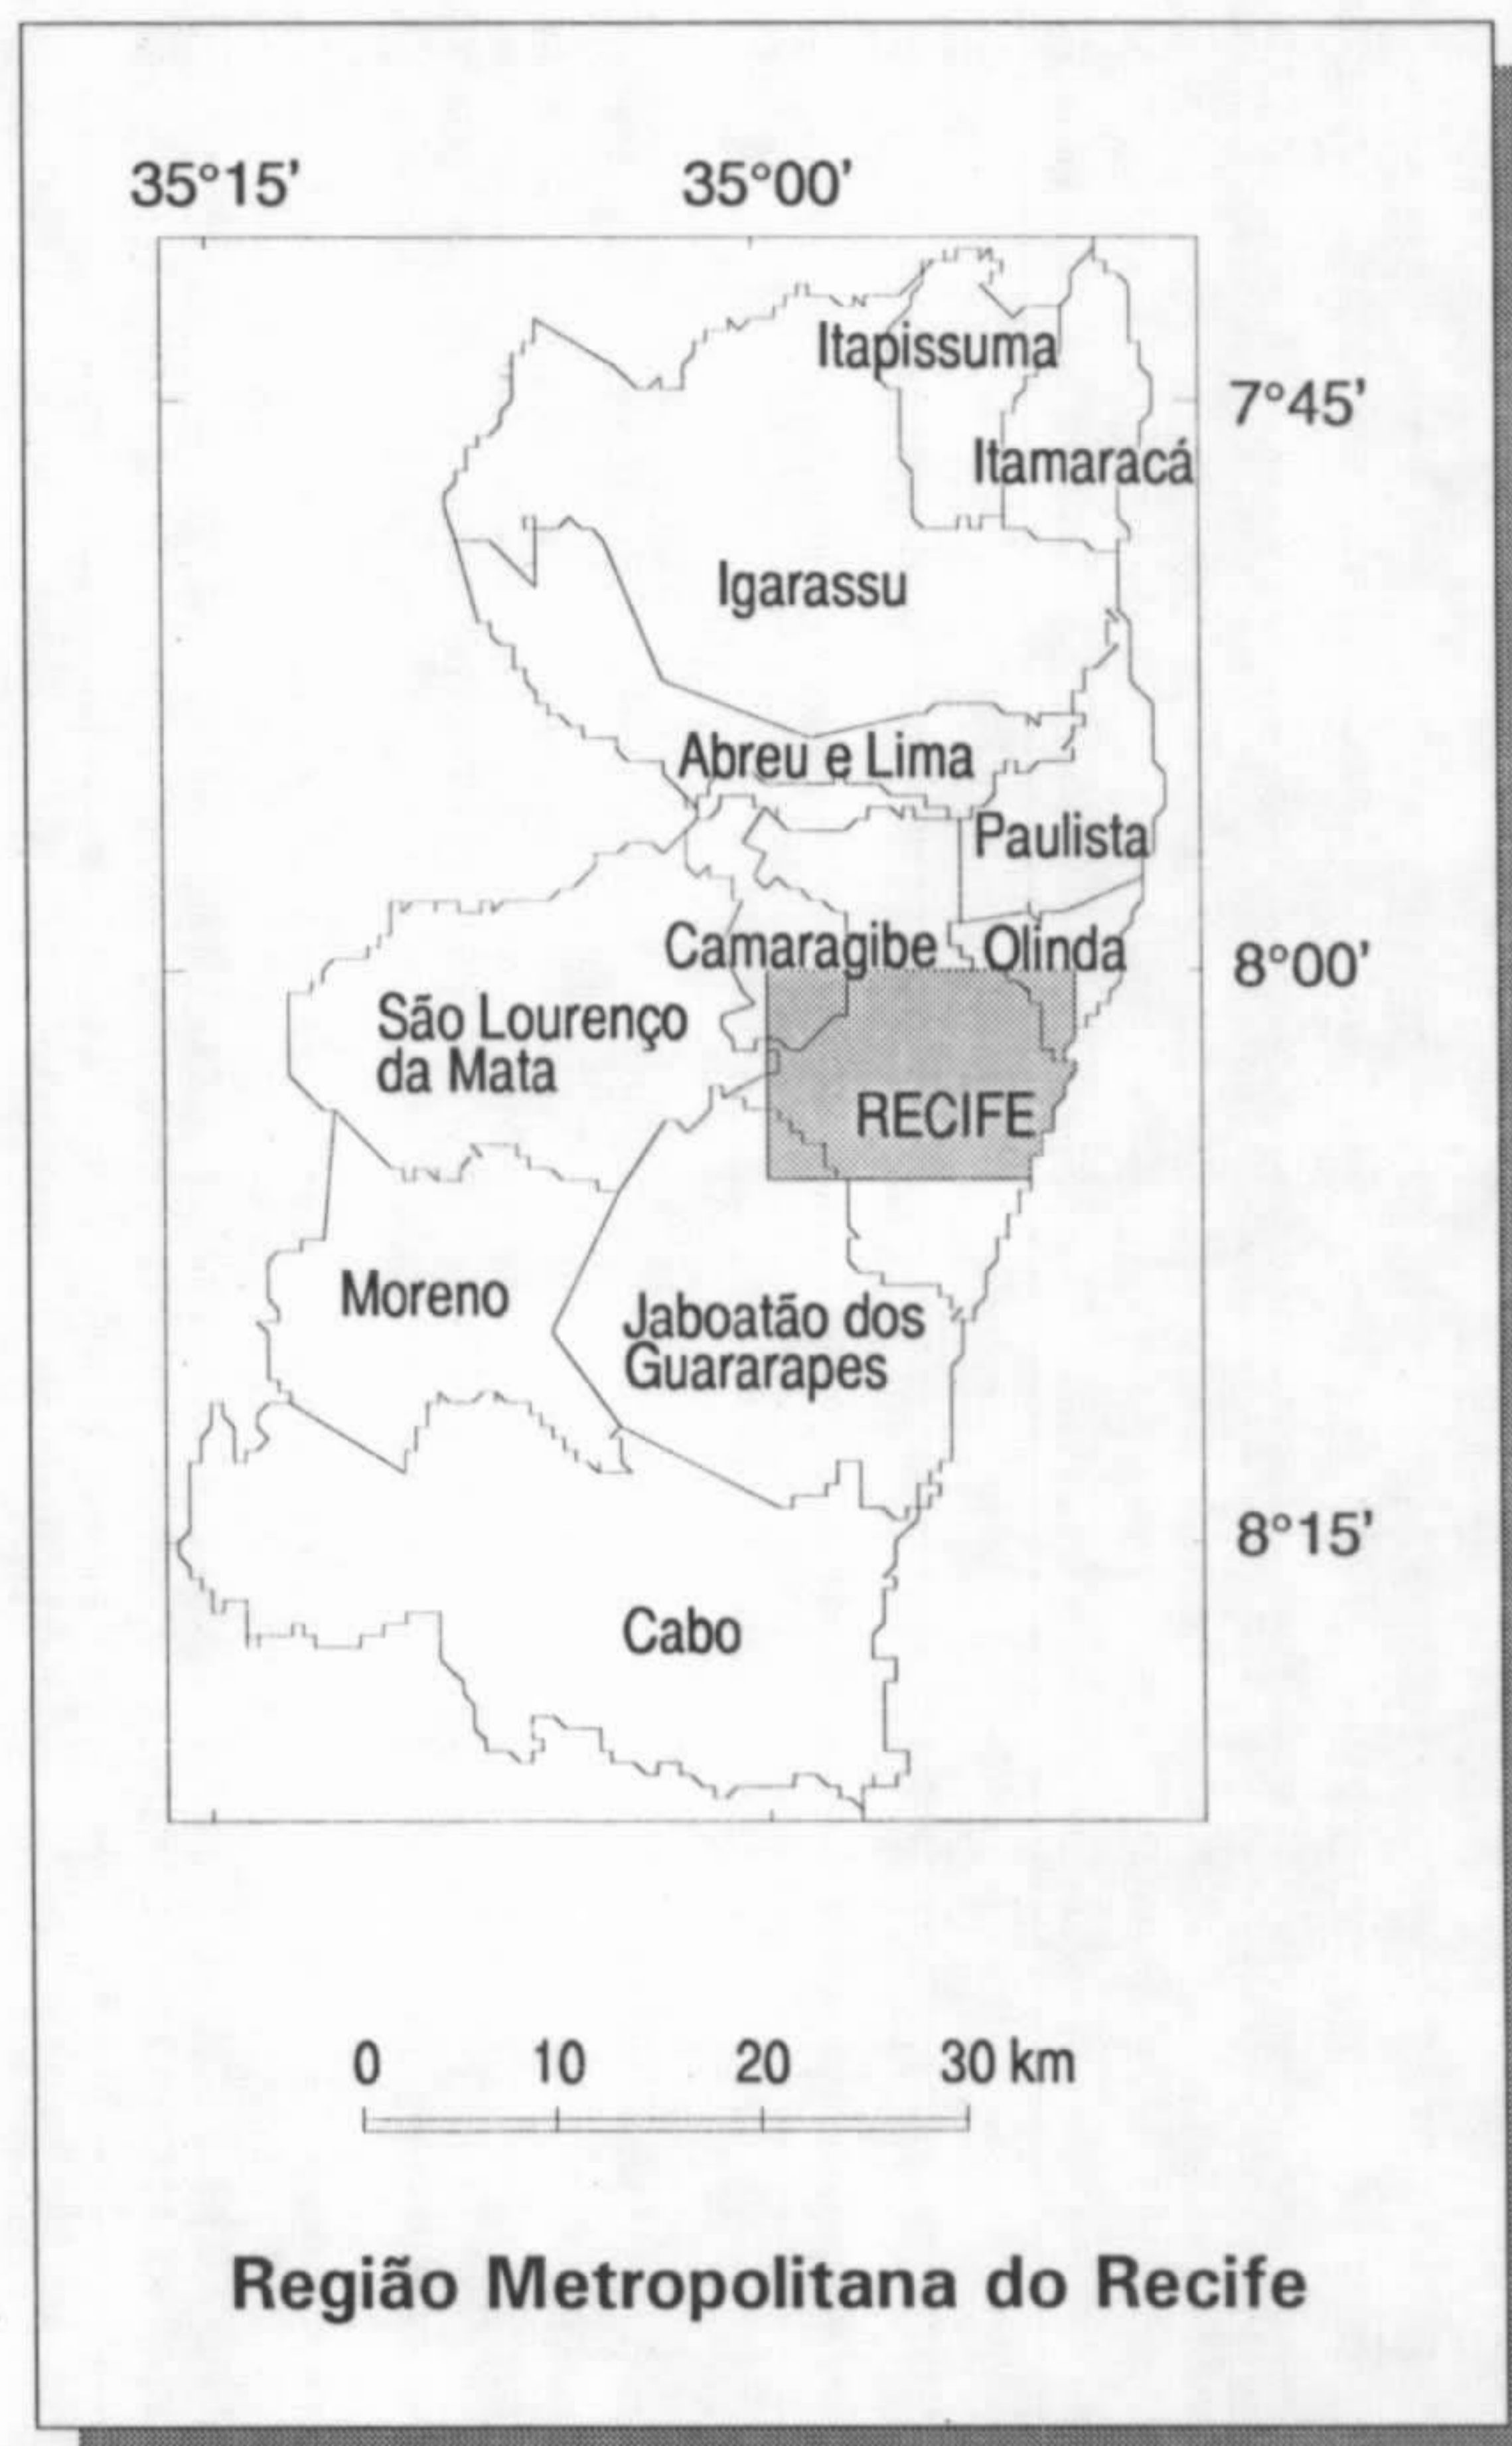 35°15' 35°00'
Itapissuma
7°45'
Itamaracá
Igarassu
Abreu e Lima
Paulista
Camaragibe Olinda
8°00'
São Lourenço
da Mata
RECIFE
Moreno
Jaboatão dos
Guararapes
8°15'
Cabo
0 10 20 30 km
Região Metropolitana do Recife